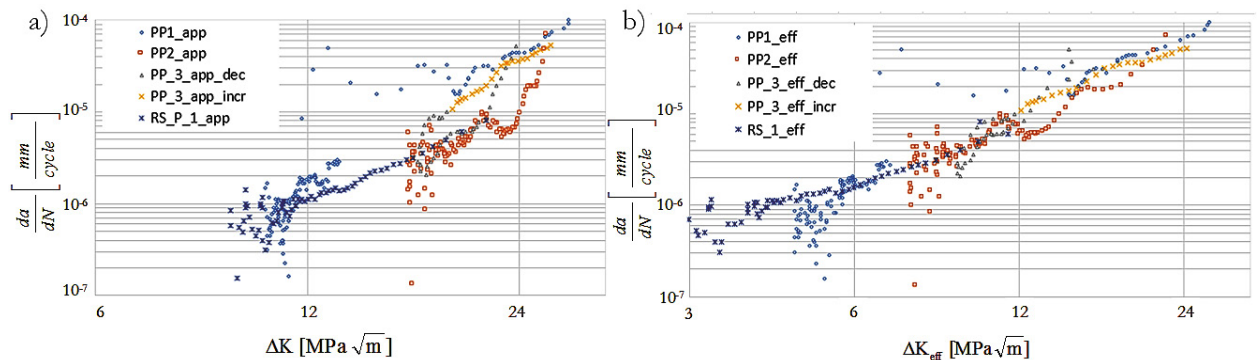 a)
10⁻⁴
10⁻⁵
10⁻⁶
10⁻⁷
da
dN
mm
cycle
PP1_app
PP2_app
PP_3_app_dec
PP_3_app_incr
RS_P_1_app
6
12
24
ΔK [MPa √m]
b)
10⁻⁴
10⁻⁵
10⁻⁶
10⁻⁷
da
dN
mm
cycle
PP1_eff
PP2_eff
PP_3_eff_dec
PP_3_eff_incr
RS_1_eff
3
6
12
24
ΔK_eff [MPa √m]